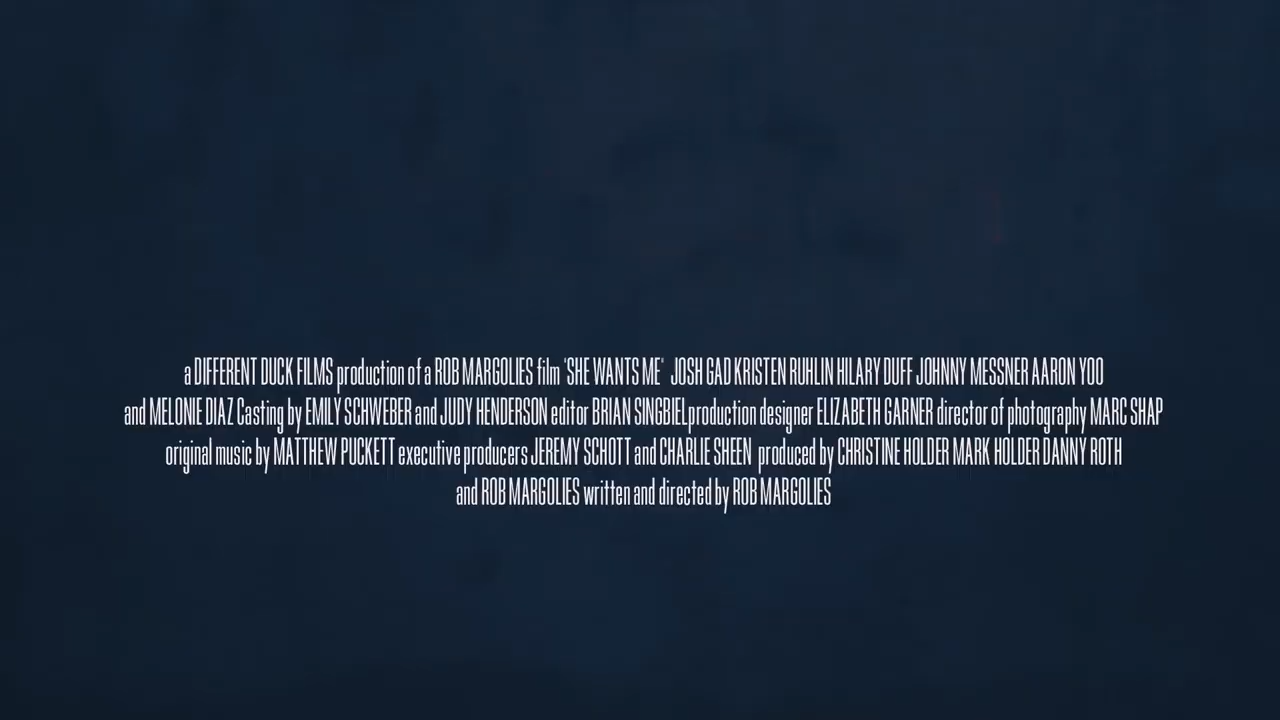 a DIFFERENT DUCK FILMS production of a ROB MARGOLIES film 'SHE WANTS ME' JOSH GAD KRISTEN RUHLIN HILARY DUFF JOHNNY MESSNER AARON YOO
and MELONIE DIAZ Casting by EMILY SCHWEBER and JUDY HENDERSON editor BRIAN SINGBIEL production designer ELIZABETH GARNER director of photography MARC SHAP
original music by MATTHEW PUCKETT executive producers JEREMY SCHOTT and CHARLIE SHEEN produced by CHRISTINE HOLDER MARK HOLDER DANNY ROTH
and ROB MARGOLIES written and directed by ROB MARGOLIES